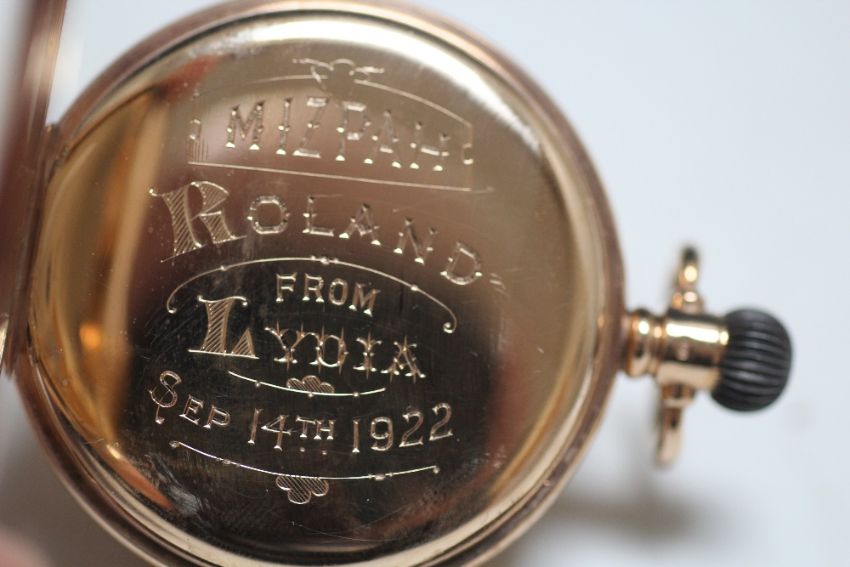 MIZPAH
ROLAND
FROM
LYDIA
SEP 14TH 1922